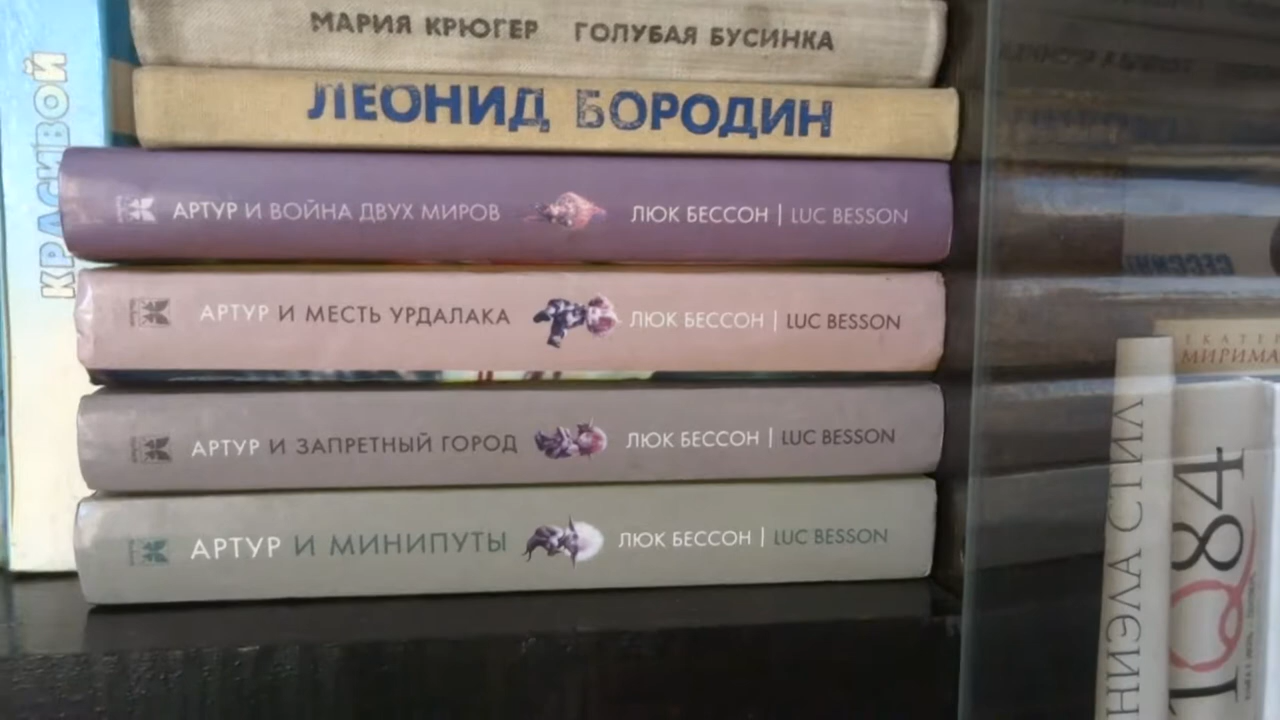 КРАСИВОЙ
МАРИЯ КРЮГЕР ГОЛУБАЯ БУСИНКА
ЛЕОНИД БОРОДИН
АРТУР И ВОЙНА ДВУХ МИРОВ ЛЮК БЕССОН | LUC BESSON
АРТУР И МЕСТЬ УРДАЛАКА ЛЮК БЕССОН | LUC BESSON
АРТУР И ЗАПРЕТНЫЙ ГОРОД ЛЮК БЕССОН | LUC BESSON
АРТУР И МИНИПУТЫ ЛЮК БЕССОН | LUC BESSON
ЕКАТЕР
МИРИМА
НИЭЛА СТИЛ
1Q84